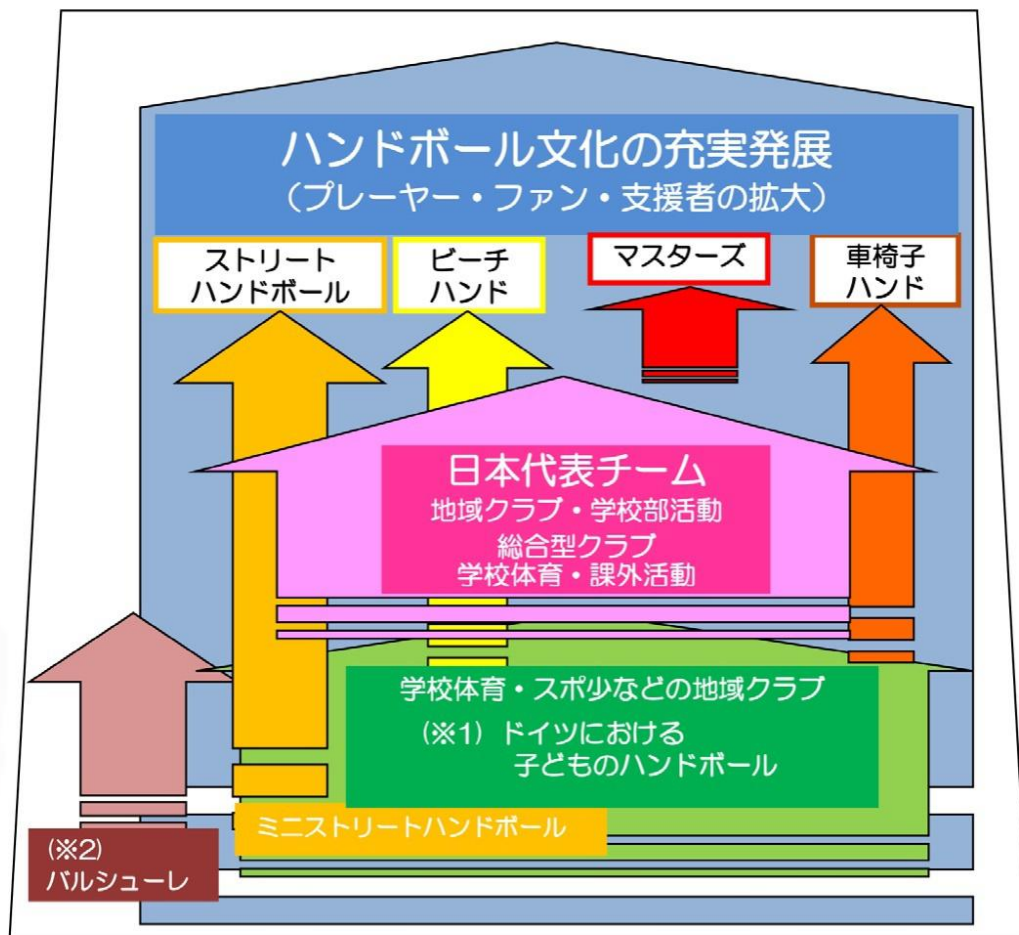 ハンドボール文化の充実発展
(プレーヤー・ファン・支援者の拡大)
ストリート
ハンドボール
ビーチ
ハンド
マスターズ
車椅子
ハンド
日本代表チーム
地域クラブ・学校部活動
総合型クラブ
学校体育・課外活動
学校体育・スポ少などの地域クラブ
(※1) ドイツにおける
子どものハンドボール
ミニストリートハンドボール
(※2)
バルシューレ